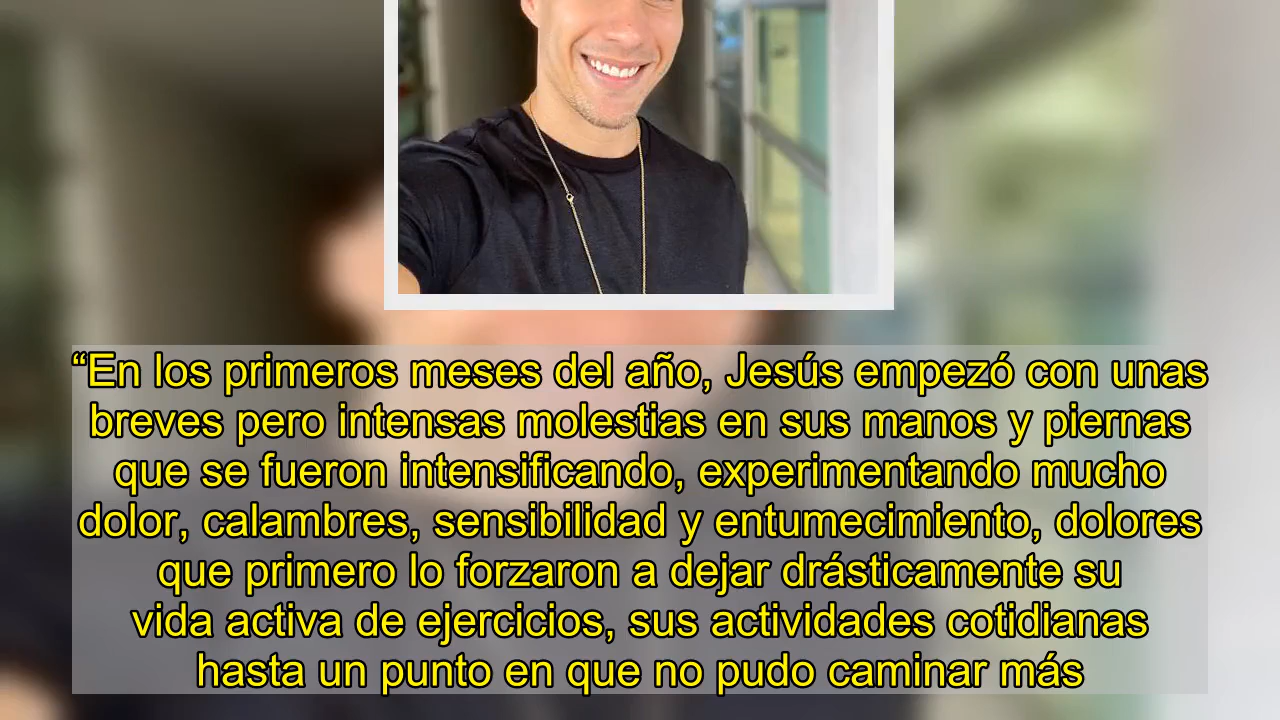 “En los primeros meses del año, Jesús empezó con unas
breves pero intensas molestias en sus manos y piernas
que se fueron intensificando, experimentando mucho
dolor, calambres, sensibilidad y entumecimiento, dolores
que primero lo forzaron a dejar drásticamente su
vida activa de ejercicios, sus actividades cotidianas
hasta un punto en que no pudo caminar más